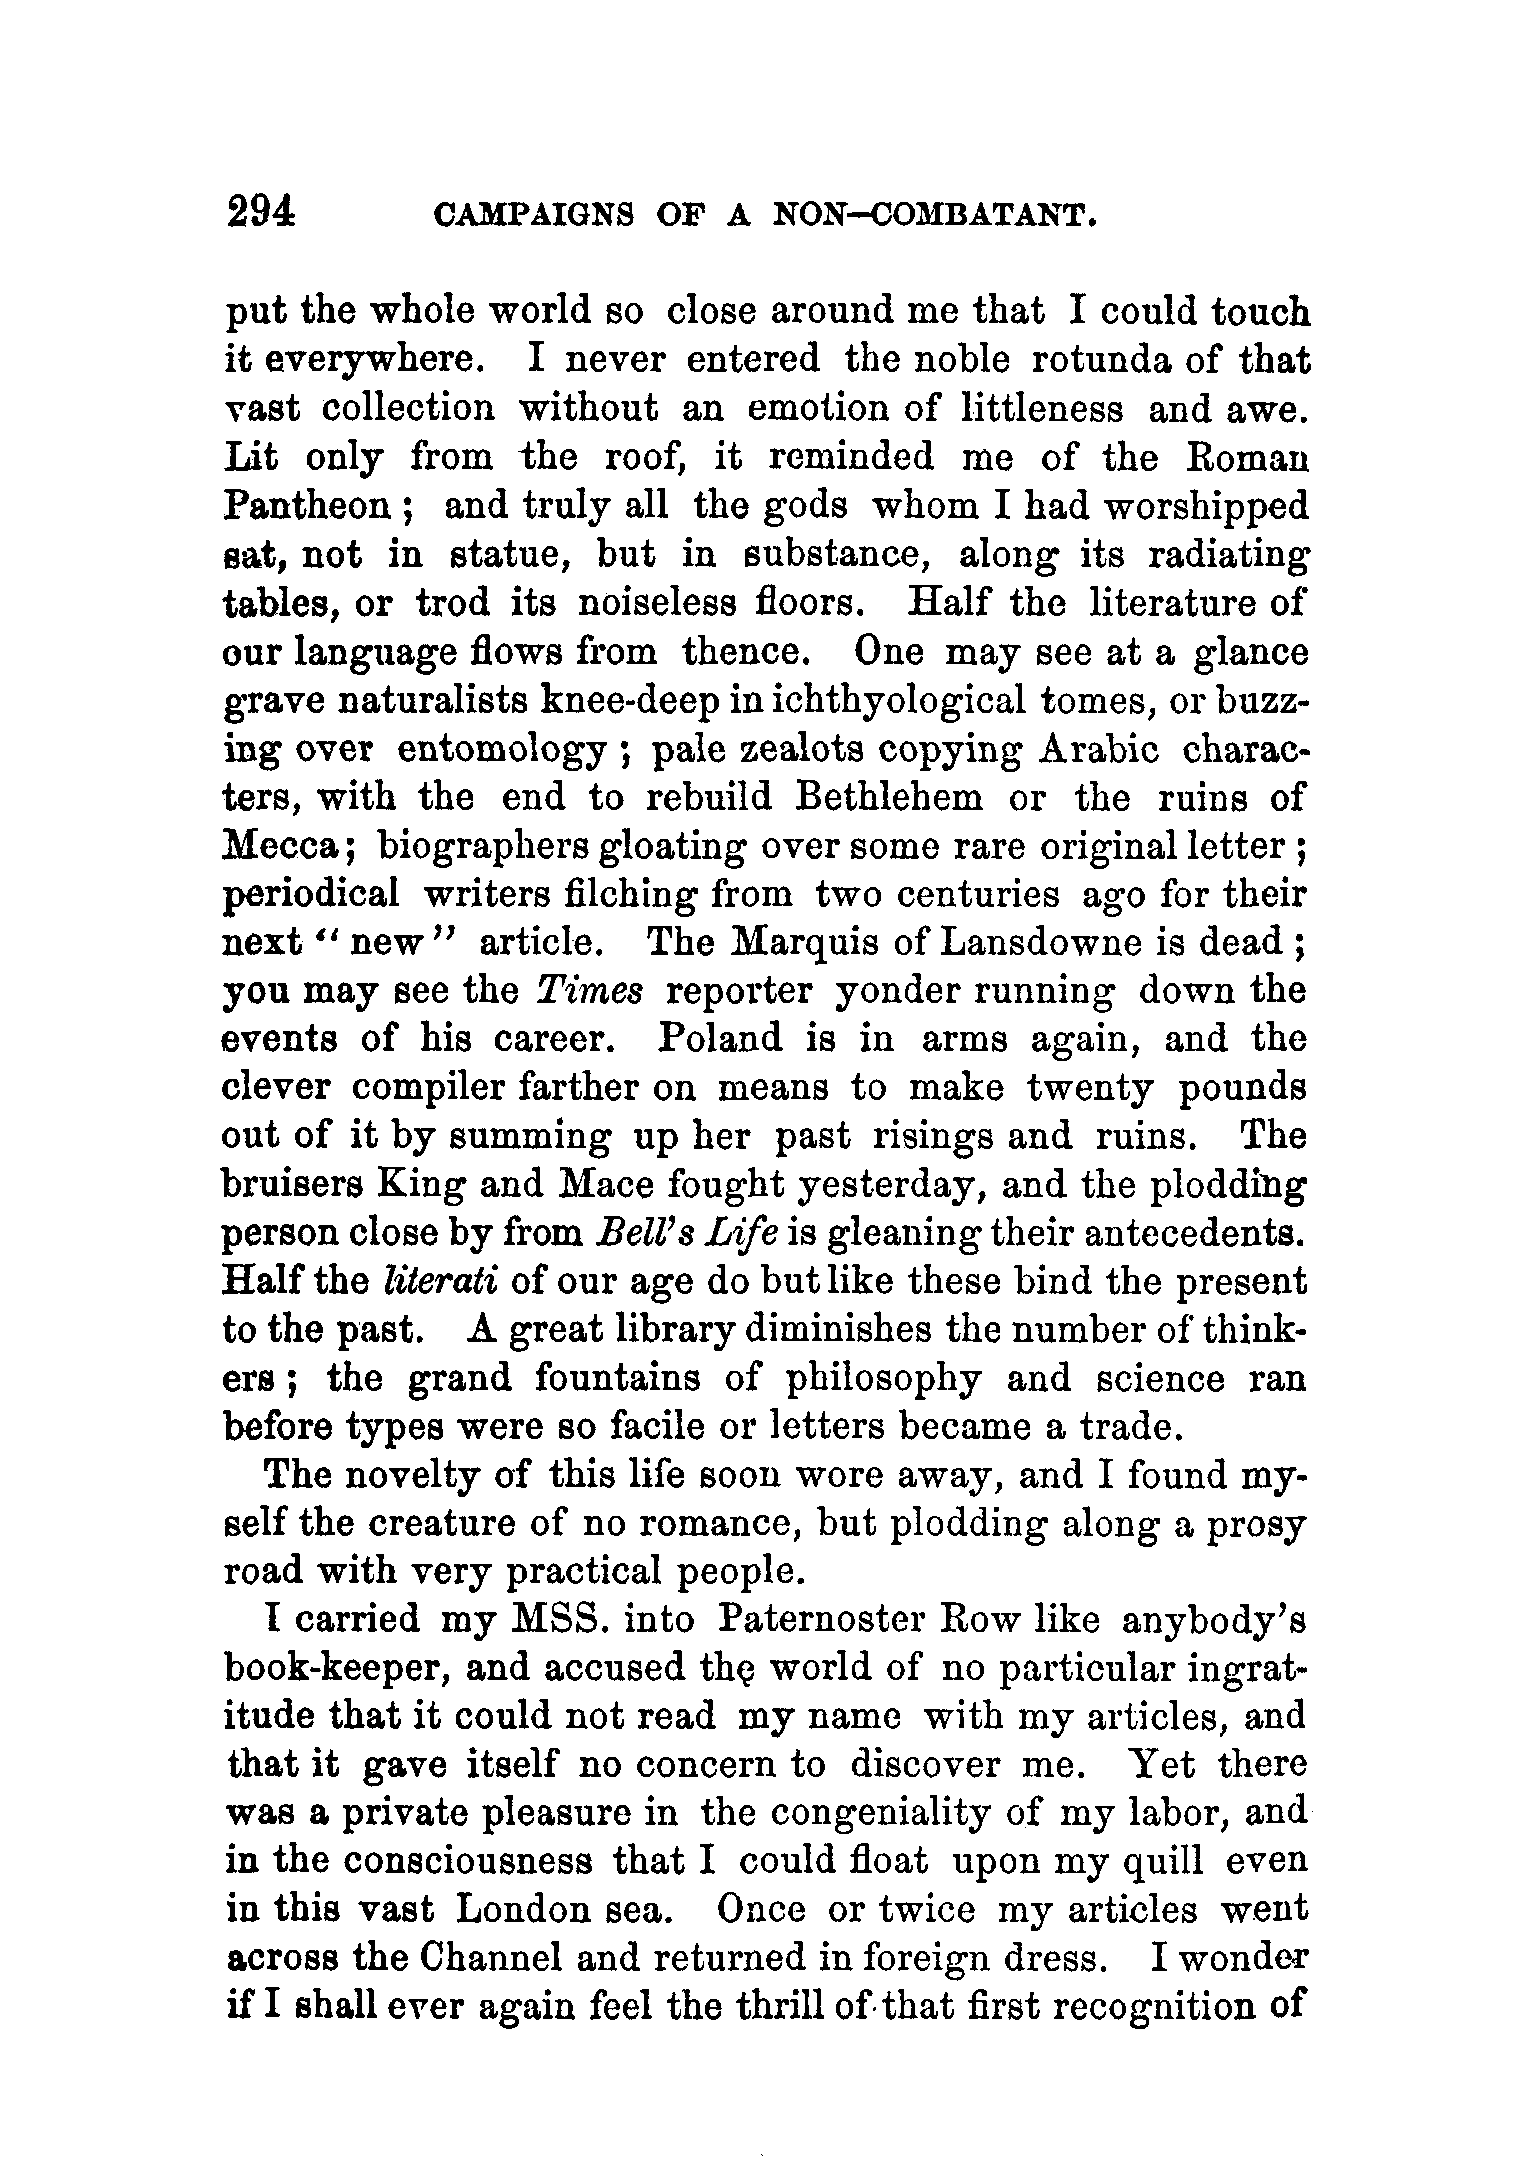 294 CAMPAIGNS OF A NON-COMBATANT.
put the whole world so close around me that I could touch
it everywhere. I never entered the noble rotunda of that
vast collection without an emotion of littleness and awe.
Lit only from the roof, it reminded me of the Roman
Pantheon ; and truly all the gods whom I had worshipped
sat, not in statue, but in substance, along its radiating
tables, or trod its noiseless floors. Half the literature of
our language flows from thence. One may see at a glance
grave naturalists knee-deep in ichthyological tomes, or buzz-
ing over entomology ; pale zealots copying Arabic charac-
ters, with the end to rebuild Bethlehem or the ruins of
Mecca ; biographers gloating over some rare original letter ;
periodical writers filching from two centuries ago for their
next " new " article. The Marquis of Lansdowne is dead ;
you may see the Times reporter yonder running down the
events of his career. Poland is in arms again, and the
clever compiler farther on means to make twenty pounds
out of it by summing up her past risings and ruins. The
bruisers King and Mace fought yesterday, and the plodding
person close by from Bell's Life is gleaning their antecedents.
Half the literati of our age do but like these bind the present
to the past. A great library diminishes the number of think-
ers ; the grand fountains of philosophy and science ran
before types were so facile or letters became a trade.
The novelty of this life soon wore away, and I found my-
self the creature of no romance, but plodding along a prosy
road with very practical people.
I carried my MSS. into Paternoster Row like anybody's
book-keeper, and accused the world of no particular ingrat-
itude that it could not read my name with my articles, and
that it gave itself no concern to discover me. Yet there
was a private pleasure in the congeniality of my labor, and
in the consciousness that I could float upon my quill even
in this vast London sea. Once or twice my articles went
across the Channel and returned in foreign dress. I wonder
if I shall ever again feel the thrill of that first recognition of